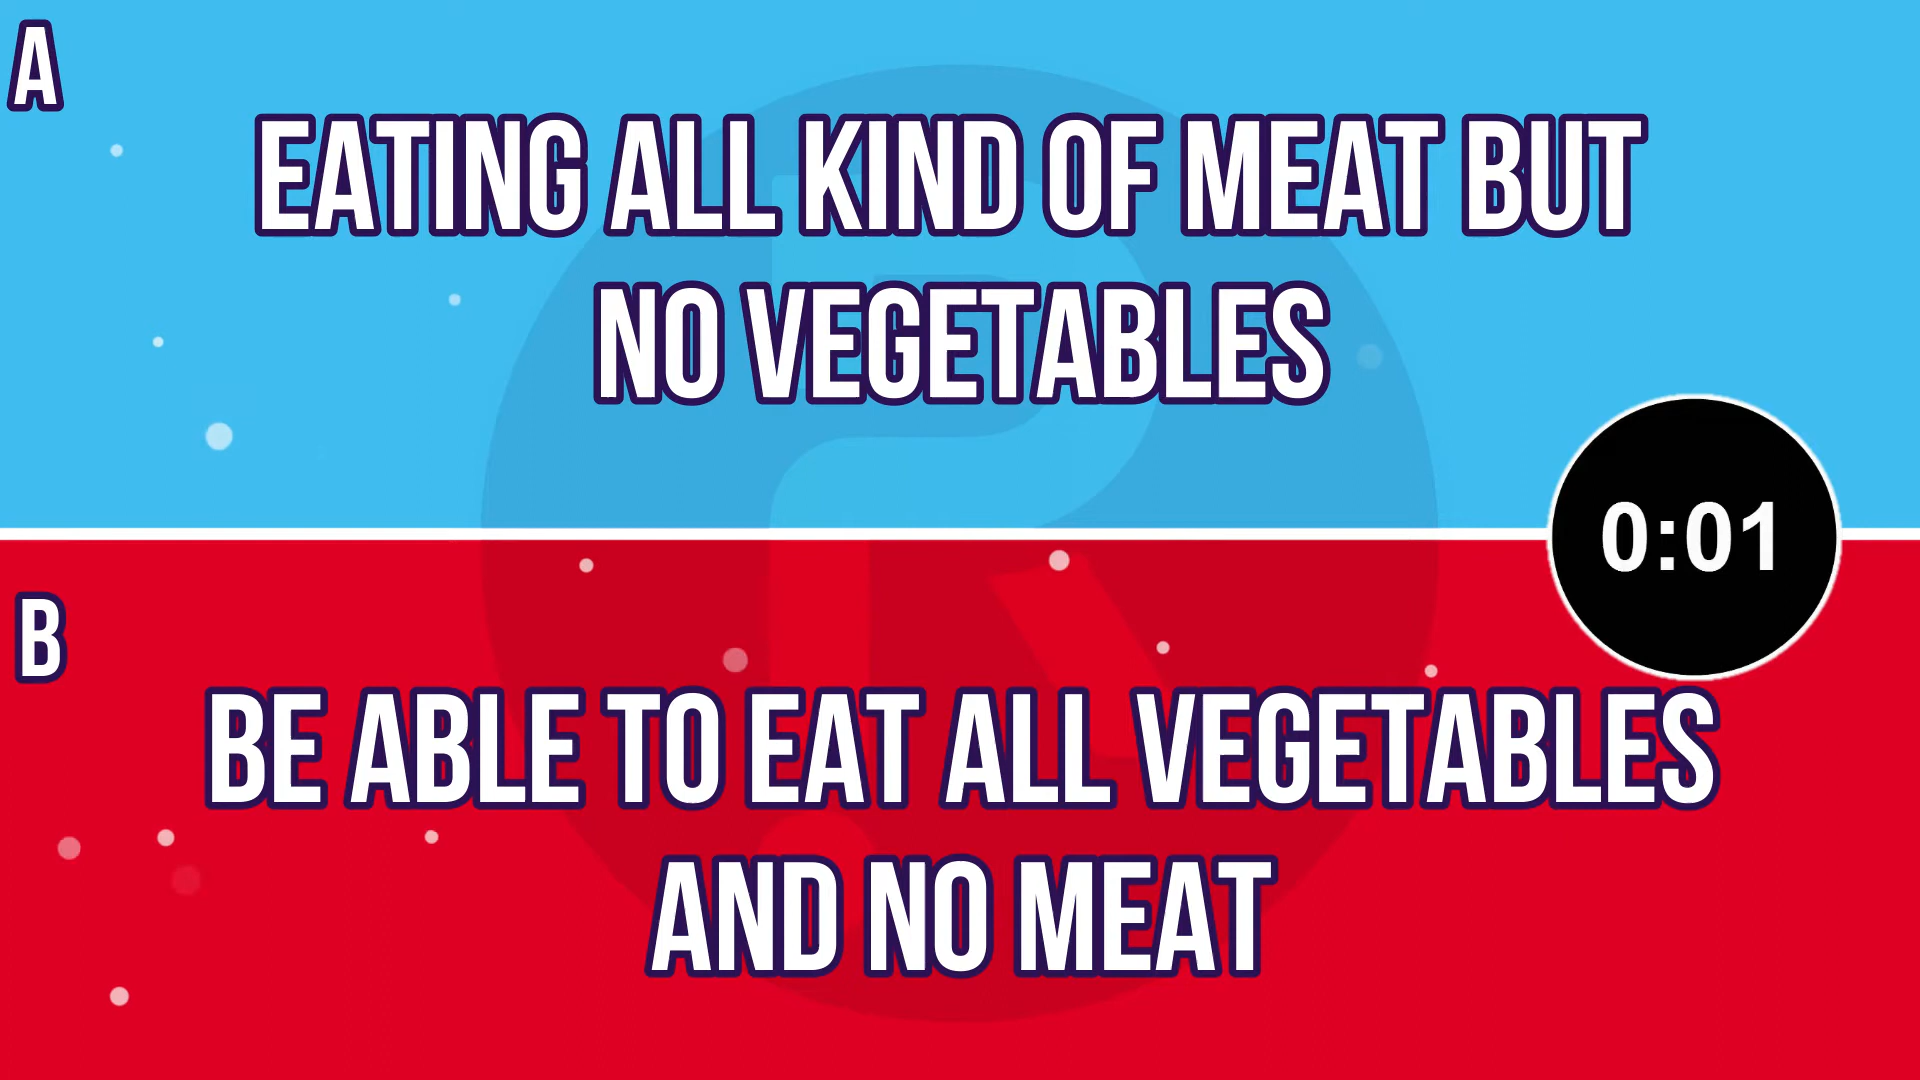 A
EATING ALL KIND OF MEAT BUT
NO VEGETABLES
0:01
B
BE ABLE TO EAT ALL VEGETABLES
AND NO MEAT